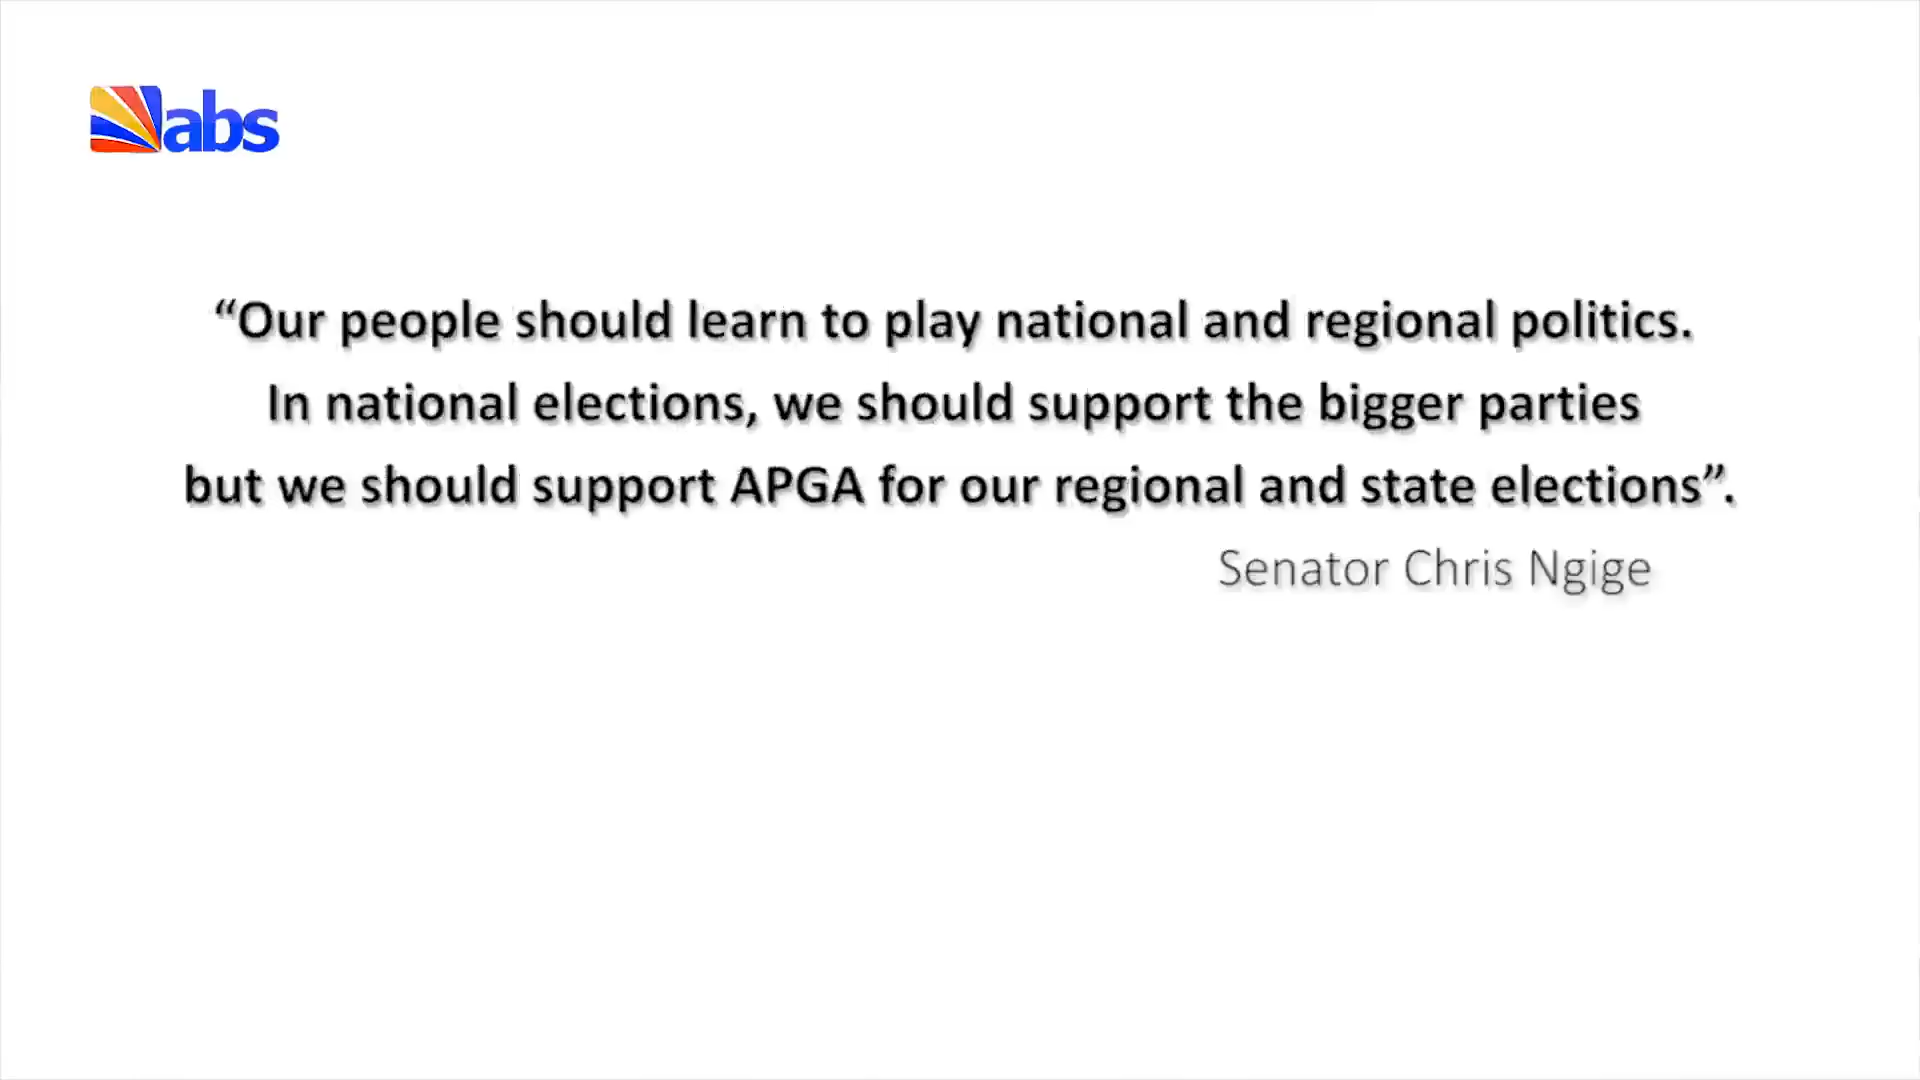 abs
“Our people should learn to play national and regional politics.
In national elections, we should support the bigger parties
but we should support APGA for our regional and state elections”.
Senator Chris Ngige